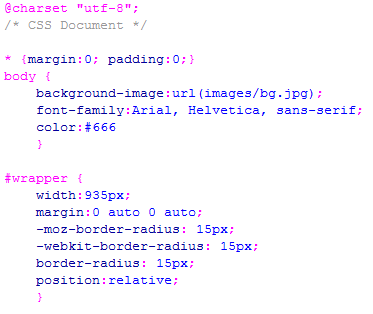 @charset "utf-8";
/* CSS Document */

* {margin:0; padding:0;}
body {
    background-image:url(images/bg.jpg);
    font-family:Arial, Helvetica, sans-serif;
    color:#666
    }

#wrapper {
    width:935px;
    margin:0 auto 0 auto;
    -moz-border-radius: 15px;
    -webkit-border-radius: 15px;
    border-radius: 15px;
    position:relative;
    }